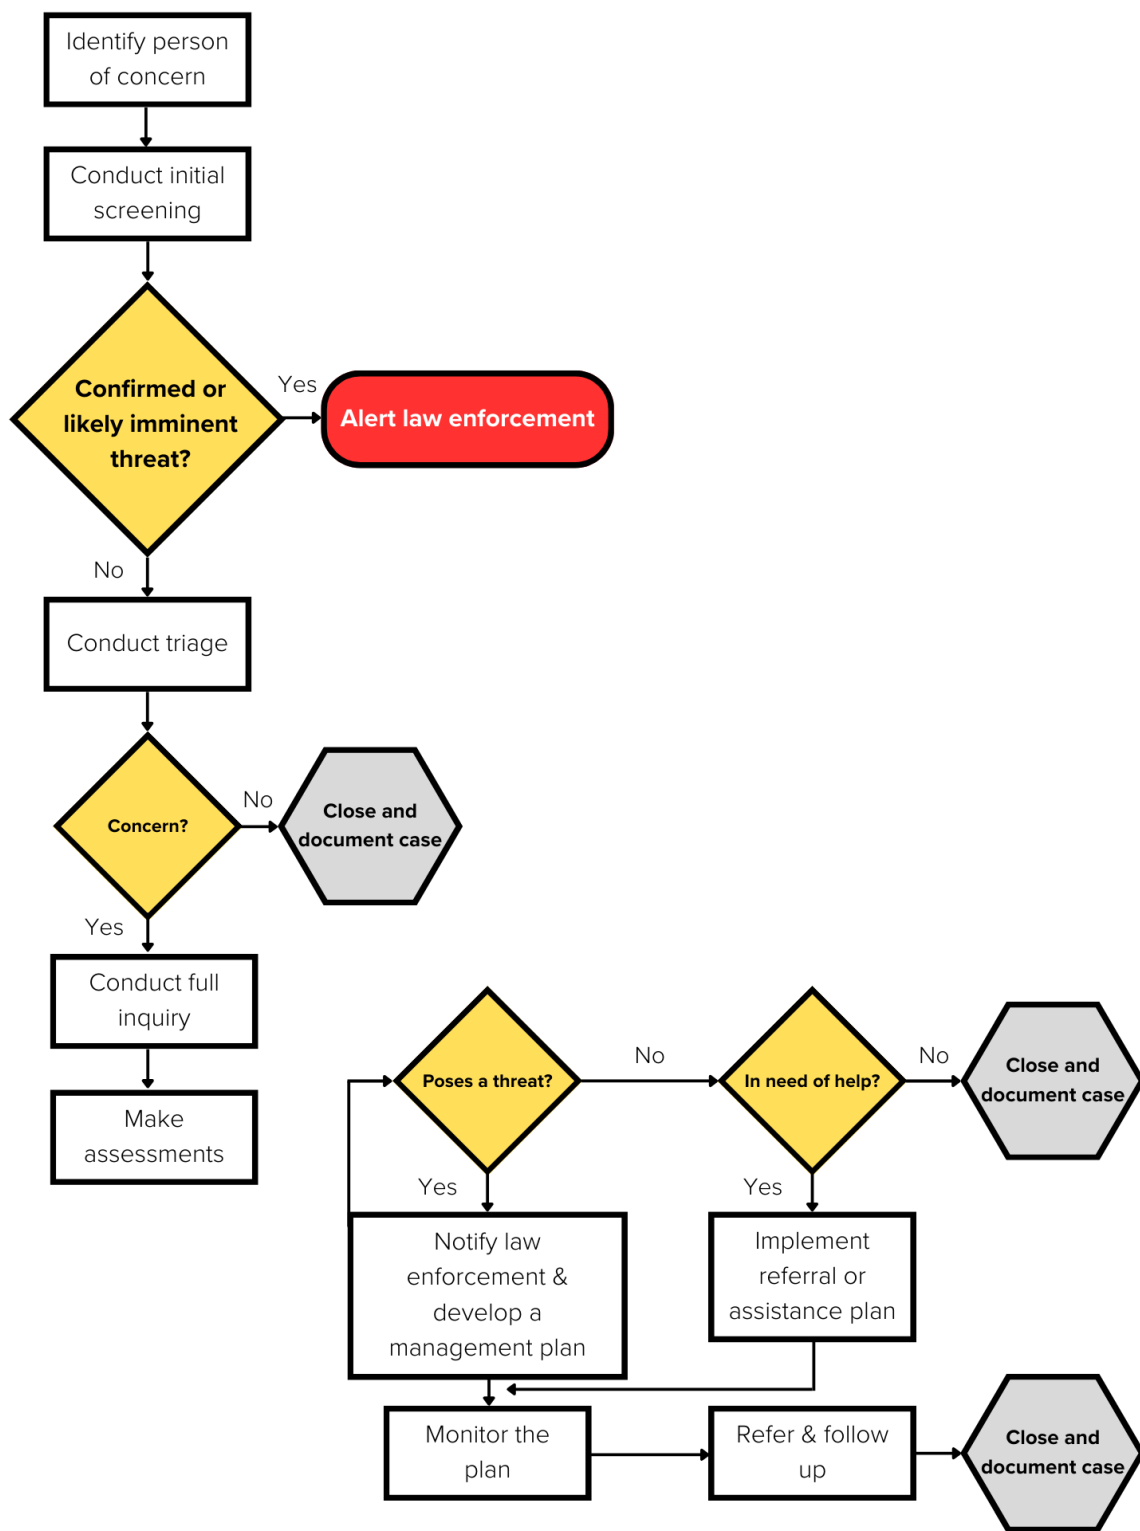 Identify person
of concern
Conduct initial
screening
Confirmed or
likely imminent
threat?
Yes
Alert law enforcement
No
Conduct triage
Concern?
No
Close and
document case
Yes
Conduct full
inquiry
Make
assessments
Poses a threat?
No
In need of help?
No
Close and
document case
Yes
Notify law
enforcement &
develop a
management plan
Yes
Implement
referral or
assistance plan
Monitor the
plan
Refer & follow
up
Close and
document case